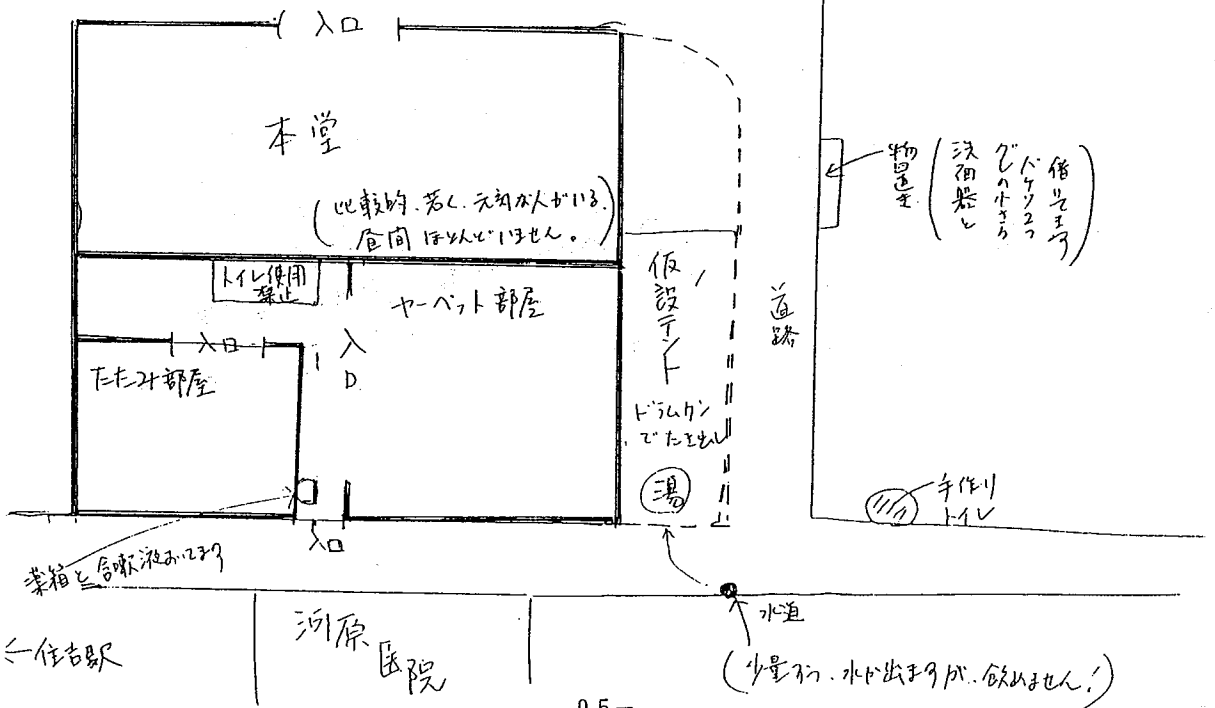 入口
本堂
(比較的、若く、元気な人がいる。
昼間ほとんどいません。)
トイレ使用
禁止
カーペット部屋
入口
入口
たたみ部屋
仮設テント
ドラムカン
でたき出し
湯
道路
物置き
(洗面器と
の小さな
バケツ2つ
借りてます)
手作り
トイレ
入口
薬箱と含嗽液おいてます
水道
(少量ずつ、水が出ますが、飲めません!)
←住吉駅
河原
医院
95-